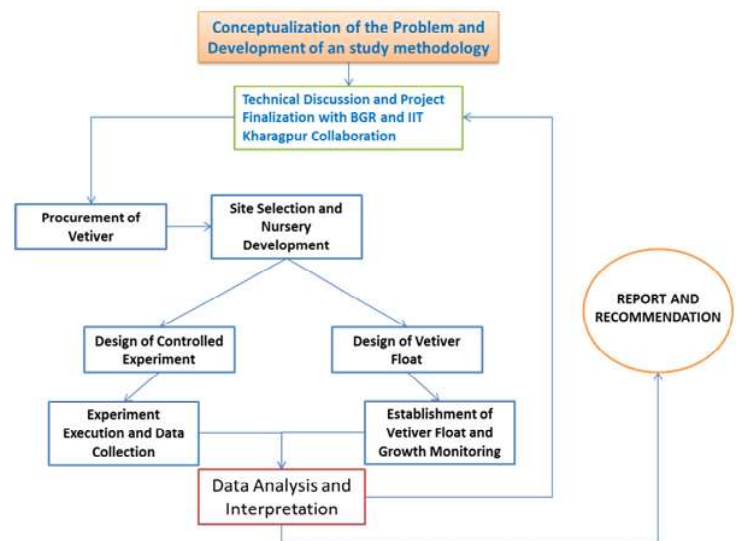 Conceptualization of the Problem and
Development of an study methodology
Technical Discussion and Project
Finalization with BGR and IIT
Kharagpur Collaboration
Procurement of
Vetiver
Site Selection and
Nursery
Development
Design of Controlled
Experiment
Design of Vetiver
Float
Experiment
Execution and Data
Collection
Establishment of
Vetiver Float and
Growth Monitoring
Data Analysis and
Interpretation
REPORT AND
RECOMMENDATION